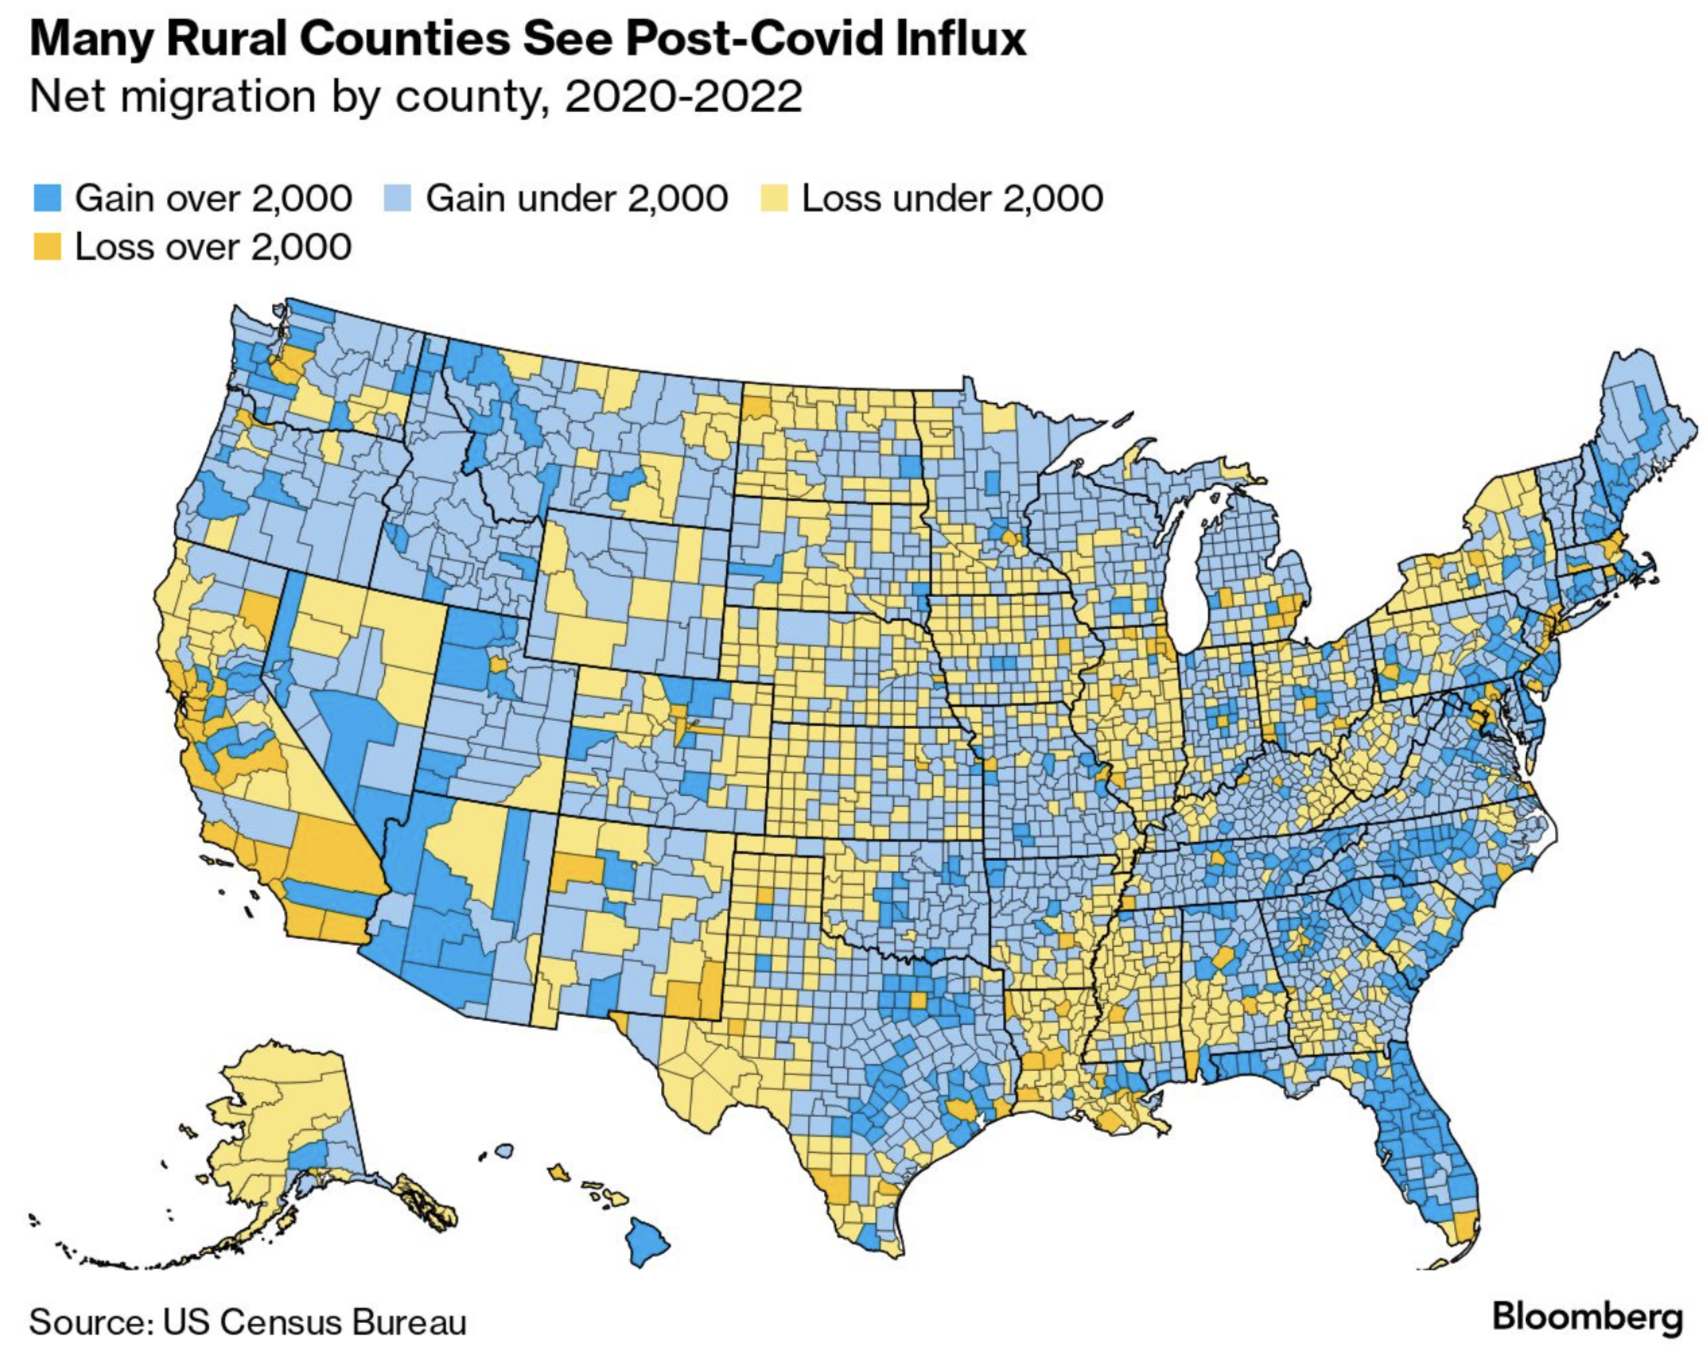 Many Rural Counties See Post-Covid Influx
Net migration by county, 2020-2022
Gain over 2,000 Gain under 2,000 Loss under 2,000
Loss over 2,000
Source: US Census Bureau
Bloomberg